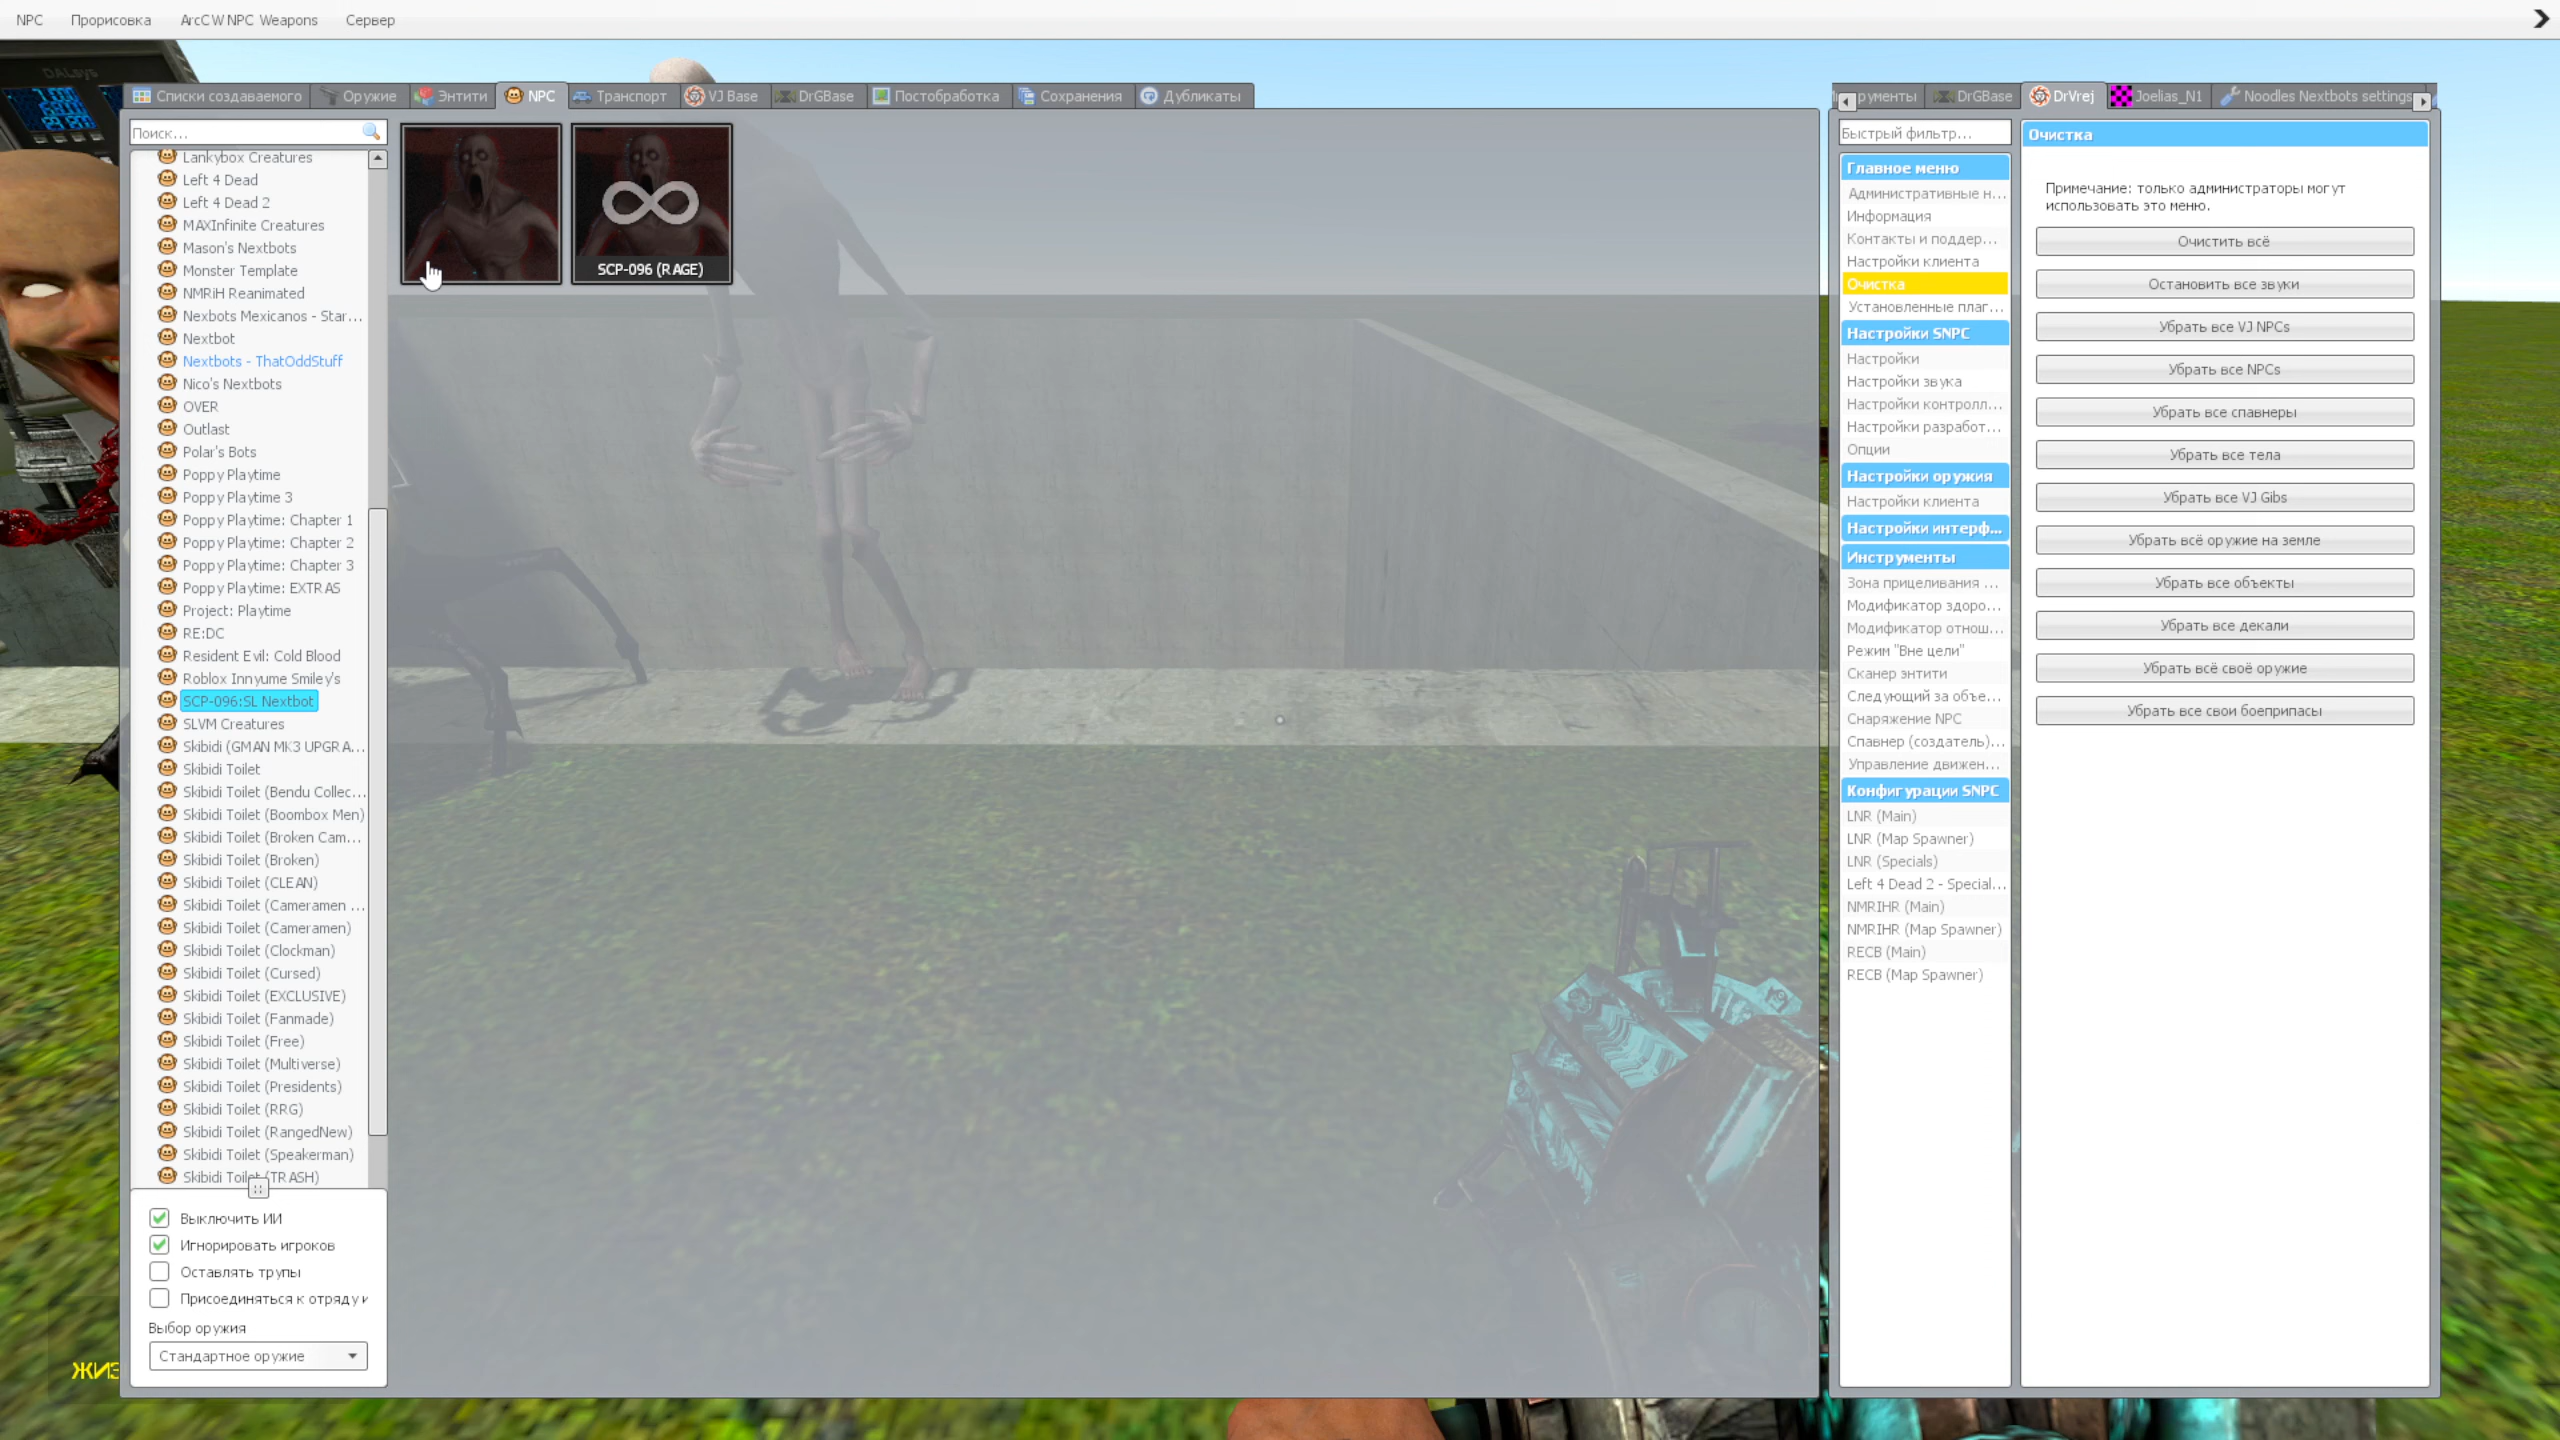 NPC Прорисовка ArcCW NPC Weapons Сервер
Списки создаваемого Оружие Энтити NPC Транспорт VJ Base DrGBase Постобработка Сохранения Дубликаты
Поиск...
Lankybox Creatures
Left 4 Dead
Left 4 Dead 2
MAXInfinite Creatures
Mason's Nextbots
Monster Template
NMRiH Reanimated
Nexbots Mexicanos - Star...
Nextbot
Nextbots - ThatOddStuff
Nico's Nextbots
OVER
Outlast
Polar's Bots
Poppy Playtime
Poppy Playtime 3
Poppy Playtime: Chapter 1
Poppy Playtime: Chapter 2
Poppy Playtime: Chapter 3
Poppy Playtime: EXTRAS
Project: Playtime
RE:DC
Resident Evil: Cold Blood
Roblox Innyume Smiley's
SCP-096:SL Nextbot
SLVM Creatures
Skibidi (GMAN MK3 UPGRA...
Skibidi Toilet
Skibidi Toilet (Bendu Collec...
Skibidi Toilet (Boombox Men)
Skibidi Toilet (Broken Cam...
Skibidi Toilet (Broken)
Skibidi Toilet (CLEAN)
Skibidi Toilet (Cameramen ...
Skibidi Toilet (Cameramen)
Skibidi Toilet (Clockman)
Skibidi Toilet (Cursed)
Skibidi Toilet (EXCLUSIVE)
Skibidi Toilet (Fanmade)
Skibidi Toilet (Free)
Skibidi Toilet (Multiverse)
Skibidi Toilet (Presidents)
Skibidi Toilet (RRG)
Skibidi Toilet (RangedNew)
Skibidi Toilet (Speakerman)
Skibidi Toilet (TRASH)
Выключить ИИ
Игнорировать игроков
Оставлять трупы
Присоединяться к отряду и
Выбор оружия
Стандартное оружие
ЖИЗ
SCP-096 (RAGE)
рументы DrGBase DrVrej Joelias_N1 Noodles Nextbots settings
Быстрый фильтр...
Главное меню
Административные н...
Информация
Контакты и поддер...
Настройки клиента
Очистка
Установленные плаг...
Настройки SNPC
Настройки
Настройки звука
Настройки контролл...
Настройки разработ...
Опции
Настройки оружия
Настройки клиента
Настройки интерф...
Инструменты
Зона прицеливания ...
Модификатор здоро...
Модификатор отнош...
Режим "Вне цели"
Сканер энтити
Следующий за объе...
Снаряжение NPC
Спавнер (создатель)...
Управление движен...
Конфигурации SNPC
LNR (Main)
LNR (Map Spawner)
LNR (Specials)
Left 4 Dead 2 - Special...
NMRIHR (Main)
NMRIHR (Map Spawner)
RECB (Main)
RECB (Map Spawner)
Очистка
Примечание: только администраторы могут
использовать это меню.
Очистить всё
Остановить все звуки
Убрать все VJ NPCs
Убрать все NPCs
Убрать все спавнеры
Убрать все тела
Убрать все VJ Gibs
Убрать всё оружие на земле
Убрать все объекты
Убрать все декали
Убрать всё своё оружие
Убрать все свои боеприпасы